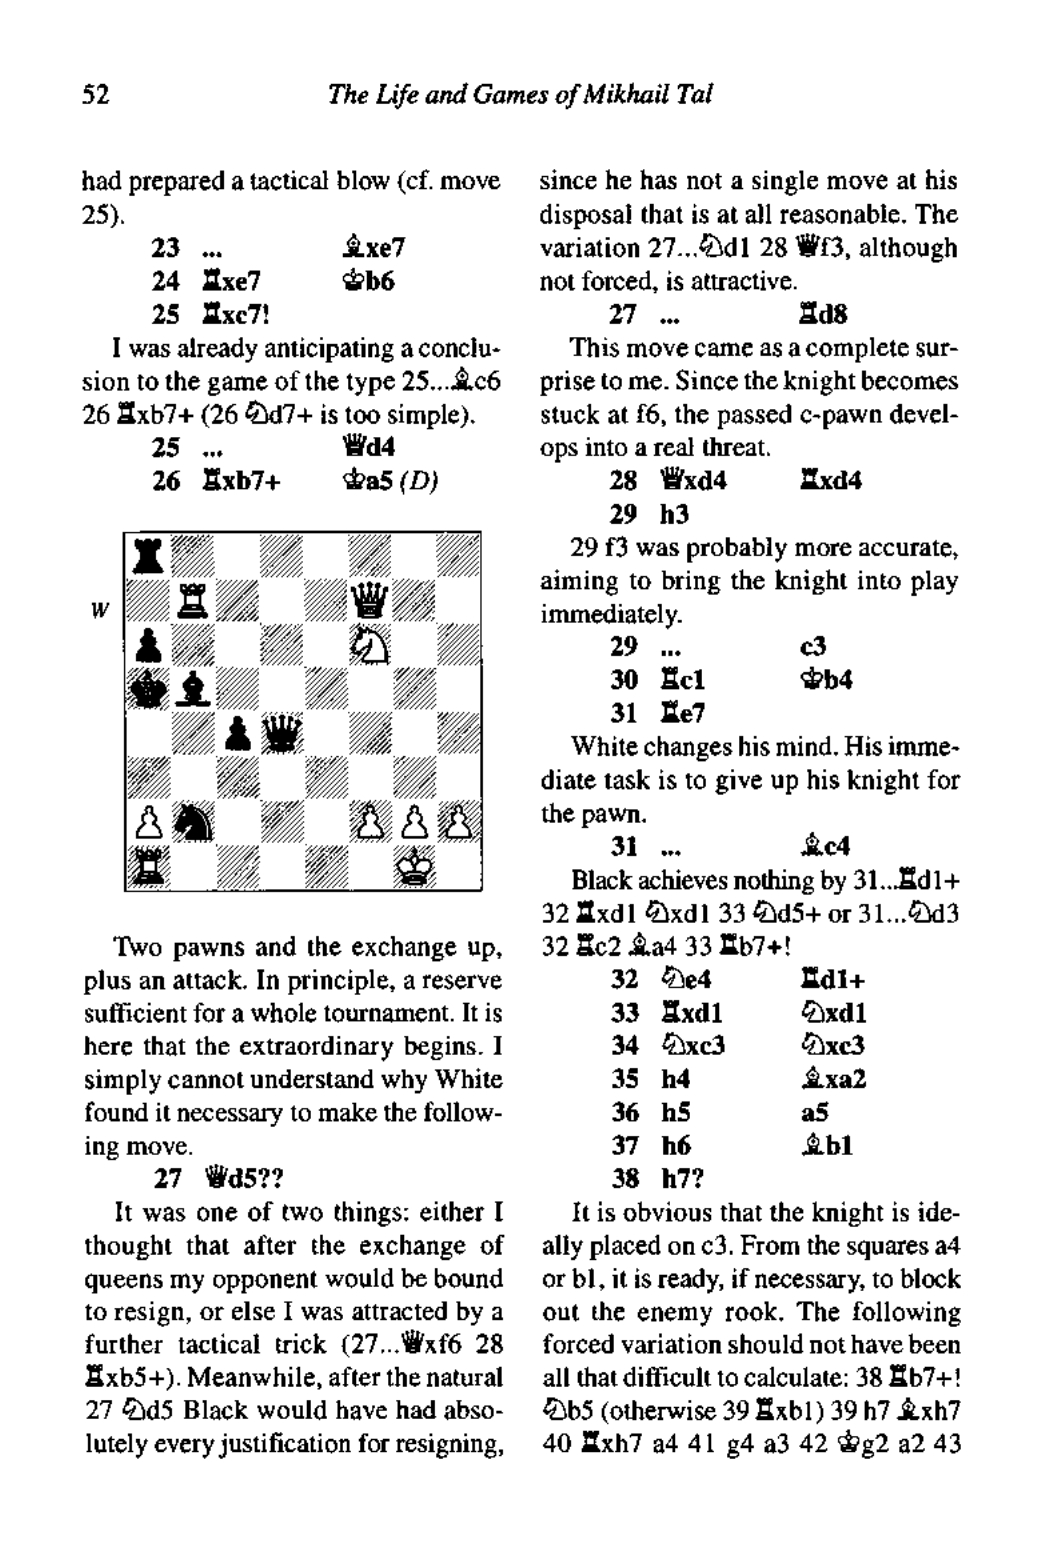 52
The Life and Games of Mikhail Tal
had prepared a tactical blow (cf. move
25).
23 ... ♗xe7
24 ♖xe7 ♔b6
25 ♖xc7!
I was already anticipating a conclu-
sion to the game of the type 25...♗c6
26 ♖xb7+ (26 ♘d7+ is too simple).
25 ... ♕d4
26 ♖xb7+ ♔a5 (D)
W
Two pawns and the exchange up,
plus an attack. In principle, a reserve
sufficient for a whole tournament. It is
here that the extraordinary begins. I
simply cannot understand why White
found it necessary to make the follow-
ing move.
27 ♕d5??
It was one of two things: either I
thought that after the exchange of
queens my opponent would be bound
to resign, or else I was attracted by a
further tactical trick (27...♕xf6 28
♖xb5+). Meanwhile, after the natural
27 ♘d5 Black would have had abso-
lutely every justification for resigning,
since he has not a single move at his
disposal that is at all reasonable. The
variation 27...♘d1 28 ♕f3, although
not forced, is attractive.
27 ... ♖d8
This move came as a complete sur-
prise to me. Since the knight becomes
stuck at f6, the passed c-pawn devel-
ops into a real threat.
28 ♕xd4 ♖xd4
29 h3
29 f3 was probably more accurate,
aiming to bring the knight into play
immediately.
29 ... c3
30 ♖c1 ♔b4
31 ♖e7
White changes his mind. His imme-
diate task is to give up his knight for
the pawn.
31 ... ♗c4
Black achieves nothing by 31...♖d1+
32 ♖xd1 ♘xd1 33 ♘d5+ or 31...♘d3
32 ♖c2 ♗a4 33 ♖b7+!
32 ♘e4 ♖d1+
33 ♖xd1 ♘xd1
34 ♘xc3 ♘xc3
35 h4 ♗xa2
36 h5 a5
37 h6 ♗b1
38 h7?
It is obvious that the knight is ide-
ally placed on c3. From the squares a4
or b1, it is ready, if necessary, to block
out the enemy rook. The following
forced variation should not have been
all that difficult to calculate: 38 ♖b7+!
♘b5 (otherwise 39 ♖xb1) 39 h7 ♗xh7
40 ♖xh7 a4 41 g4 a3 42 ♔g2 a2 43